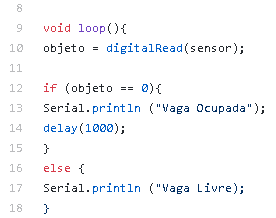 8
9 void loop(){
10 objeto = digitalRead(sensor);
11
12 if (objeto == 0){
13 Serial.println ("Vaga Ocupada");
14 delay(1000);
15 }
16 else {
17 Serial.println ("Vaga Livre);
18 }